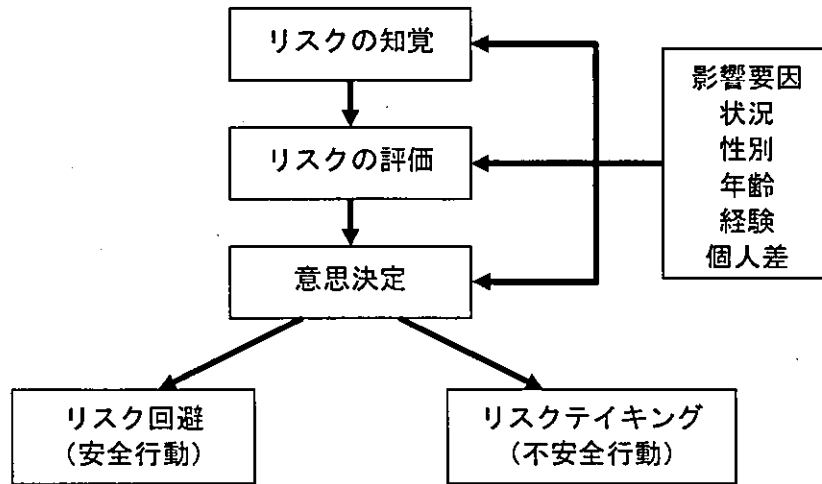 リスクの知覚
リスクの評価
意思決定
影響要因
状況
性別
年齢
経験
個人差
リスク回避
(安全行動)
リスクテイキング
(不安全行動)